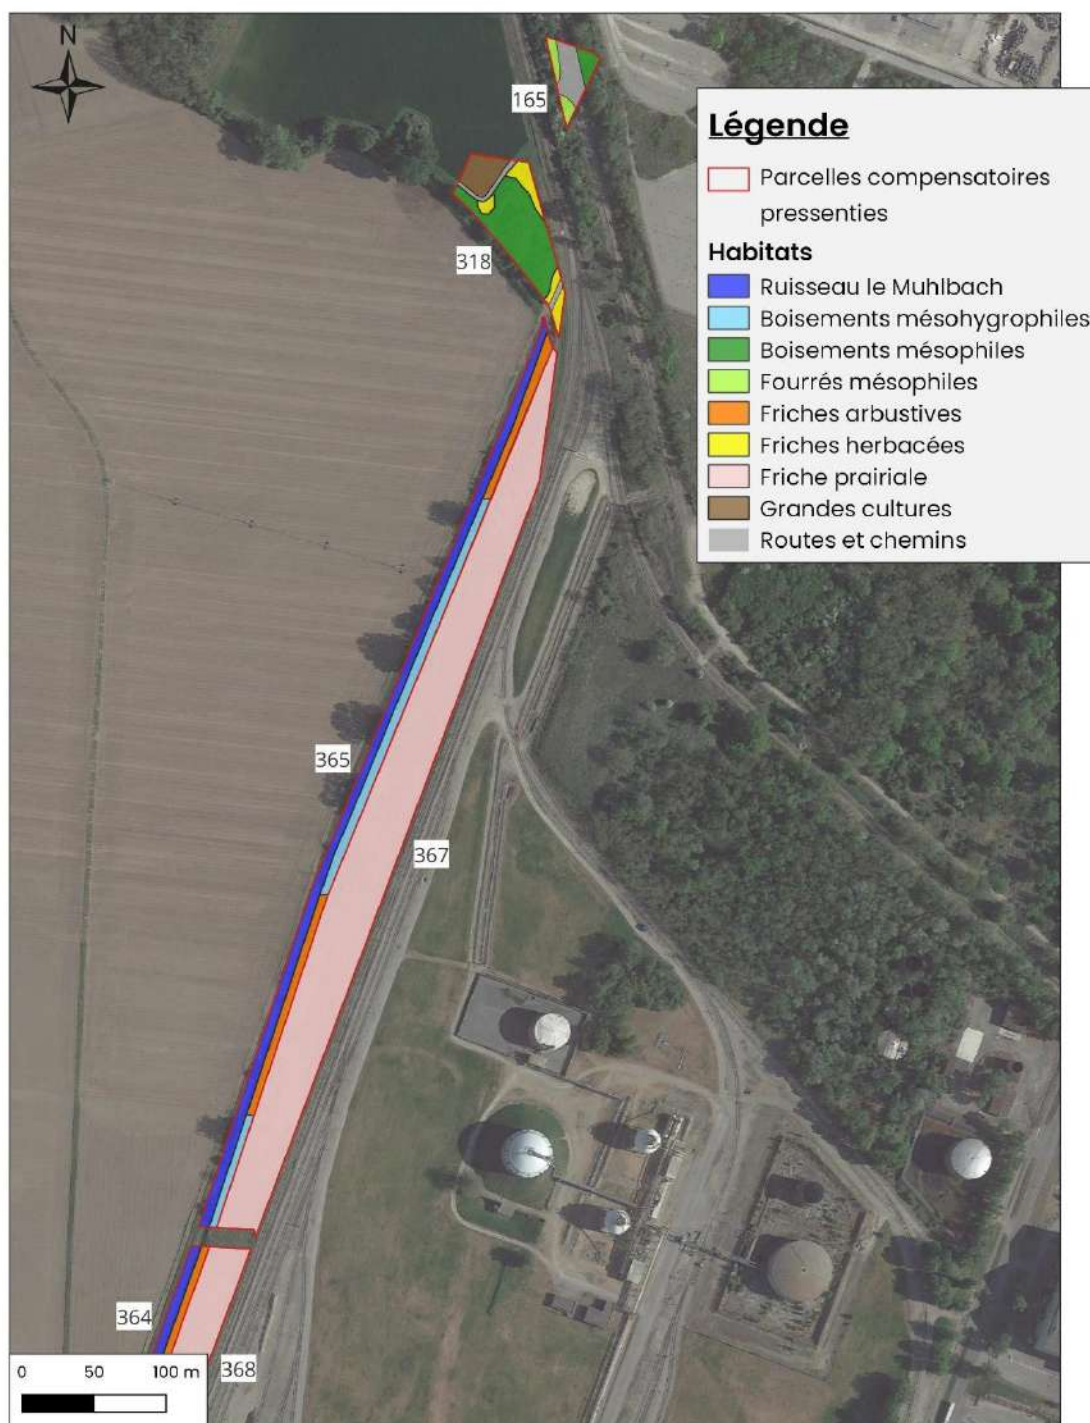 N
165
Légende
Parcelles compensatoires
pressenties
Habitats
Ruisseau le Muhlbach
Boisements mésohygrophiles
Boisements mésophiles
Fourrés mésophiles
Friches arbustives
Friches herbacées
Friche prairiale
Grandes cultures
Routes et chemins
318
365
367
364
368
0 50 100 m